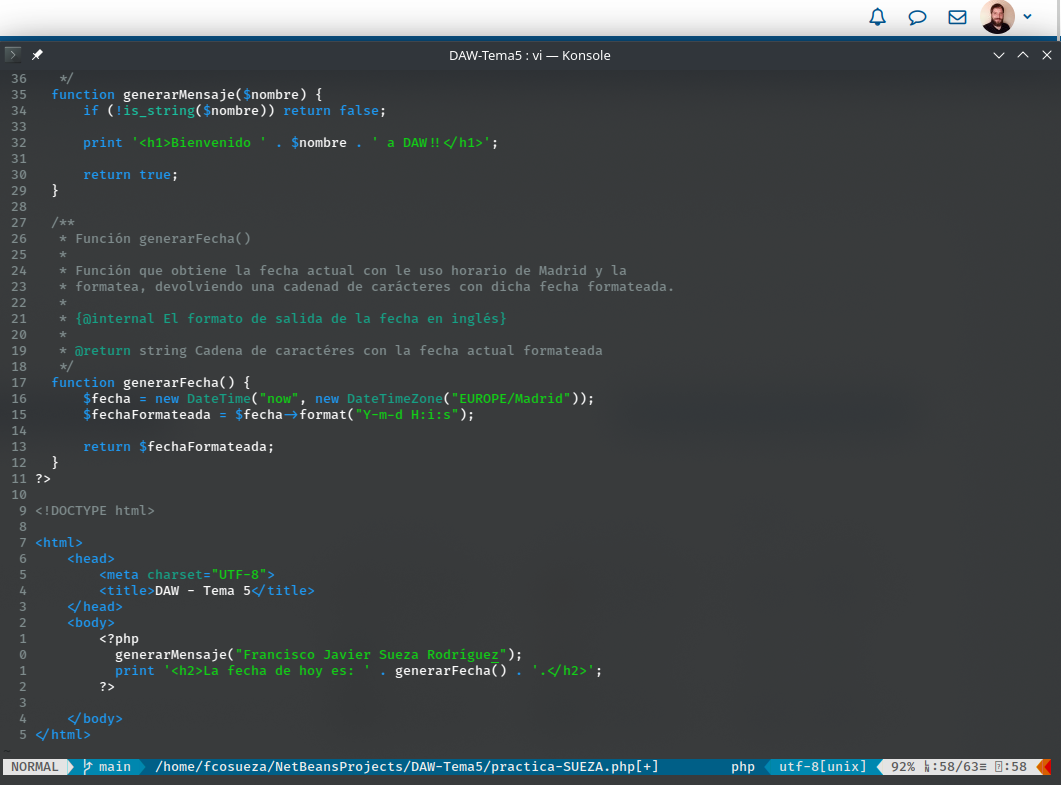 DAW-Tema5 : vi — Konsole
36     */
35    function generarMensaje($nombre) {
34        if (!is_string($nombre)) return false;
33
32        print '<h1>Bienvenido ' . $nombre . ' a DAW!!</h1>';
31
30        return true;
29    }
28
27    /**
26     * Función generarFecha()
25     *
24     * Función que obtiene la fecha actual con le uso horario de Madrid y la
23     * formatea, devolviendo una cadenad de carácteres con dicha fecha formateada.
22     *
21     * {@internal El formato de salida de la fecha en inglés}
20     *
19     * @return string Cadena de caractéres con la fecha actual formateada
18     */
17    function generarFecha() {
16        $fecha = new DateTime("now", new DateTimeZone("EUROPE/Madrid"));
15        $fechaFormateada = $fecha->format("Y-m-d H:i:s");
14
13        return $fechaFormateada;
12    }
11  ?>
10
9  <!DOCTYPE html>
8
7  <html>
6      <head>
5          <meta charset="UTF-8">
4          <title>DAW - Tema 5</title>
3      </head>
2      <body>
1          <?php
0            generarMensaje("Francisco Javier Sueza Rodríguez");
1            print '<h2>La fecha de hoy es: ' . generarFecha() . '.</h2>';
2          ?>
3
4      </body>
5  </html>
~
NORMAL main /home/fcosueza/NetBeansProjects/DAW-Tema5/practica-SUEZA.php[+] php utf-8[unix] 92% :58/63≡ :58